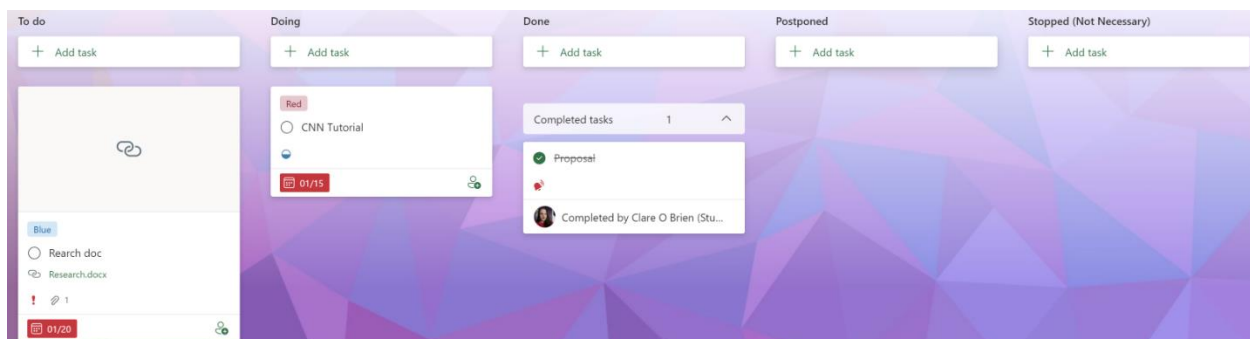 To do
Add task
Blue
Rearch doc
Research.docx
1
01/20
Doing
Add task
Red
CNN Tutorial
01/15
Done
Add task
Completed tasks 1
Proposal
Completed by Clare O Brien (Stu...
Postponed
Add task
Stopped (Not Necessary)
Add task